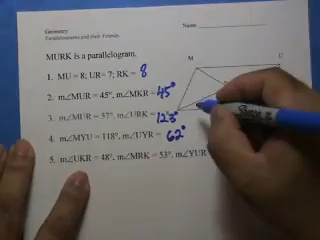 Geometry
Parallelograms and their Friends
Name
MURK is a parallelogram.
1. MU = 8; UR= 7; RK = 8
2. m∠MUR = 45°, m∠MKR = 45°
3. m∠MUR = 57°, m∠URK = 123°
4. m∠MYU = 118°, m∠UYR = 62°
5. m∠UKR = 48°, m∠MRK = 53°, m∠YUR
M
U
Sharpie